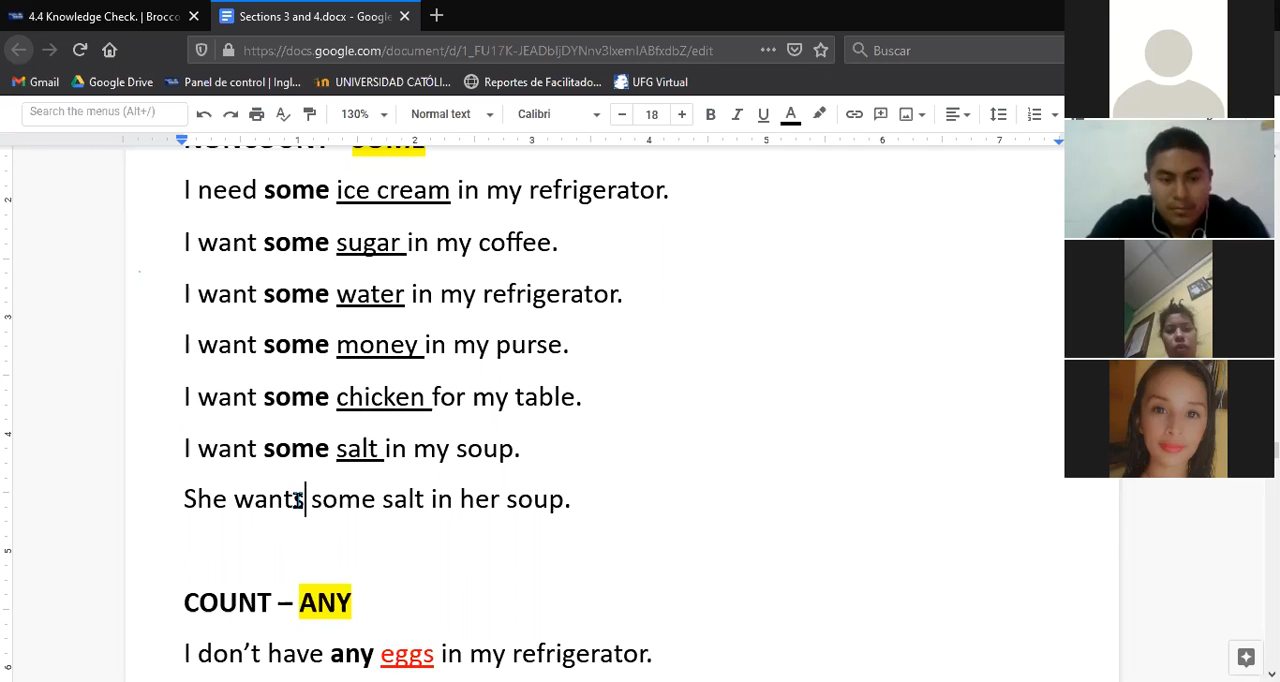 4.4 Knowledge Check. | Brocco
Sections 3 and 4.docx - Google
https://docs.google.com/document/d/1_FU17K-JEADbIjDYNnv3IxemIABfxdbZ/edit
Buscar
Gmail
Google Drive
Panel de control | Ingl...
UNIVERSIDAD CATÓLI...
Reportes de Facilitado...
UFG Virtual
Search the menus (Alt+/)
130%
Normal text
Calibri
18
I need some ice cream in my refrigerator.
I want some sugar in my coffee.
I want some water in my refrigerator.
I want some money in my purse.
I want some chicken for my table.
I want some salt in my soup.
She wants some salt in her soup.
COUNT – ANY
I don't have any eggs in my refrigerator.